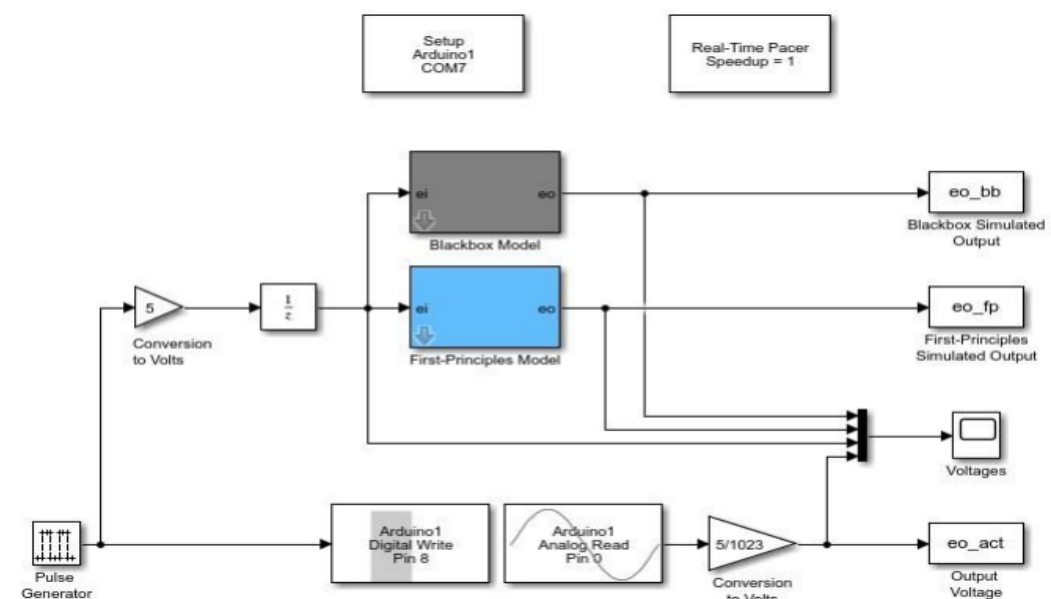 Setup
Arduino1
COM7
Real-Time Pacer
Speedup = 1
ei
eo
Blackbox Model
eo_bb
Blackbox Simulated
Output
5
Conversion
to Volts
1
z
ei
eo
First-Principles Model
eo_fp
First-Principles
Simulated Output
Voltages
Pulse
Generator
Arduino1
Digital Write
Pin 8
Arduino1
Analog Read
Pin 0
5/1023
Conversion
to Volts
eo_act
Output
Voltage